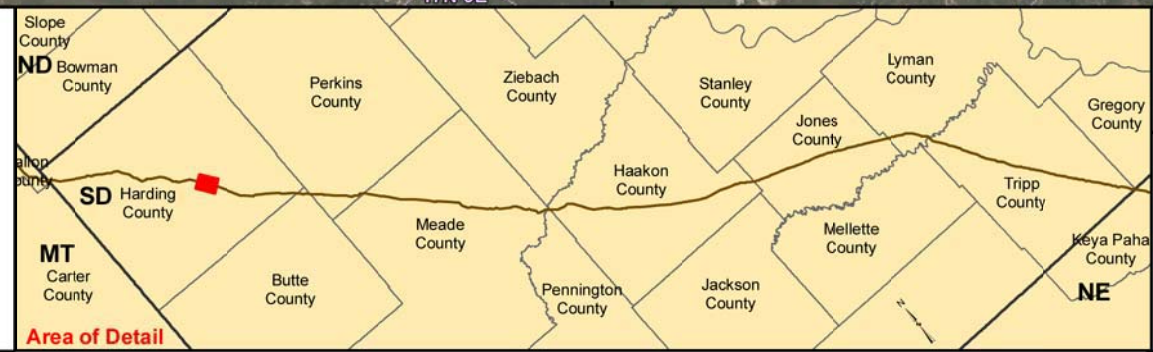 Slope
County
ND
Bowman
County
Perkins
County
Ziebach
County
Stanley
County
Lyman
County
Gregory
County
Jones
County
Haakon
County
SD
Harding
County
Tripp
County
Meade
County
Mellette
County
Keya Paha
County
MT
Carter
County
Butte
County
Pennington
County
Jackson
County
NE
N
Area of Detail